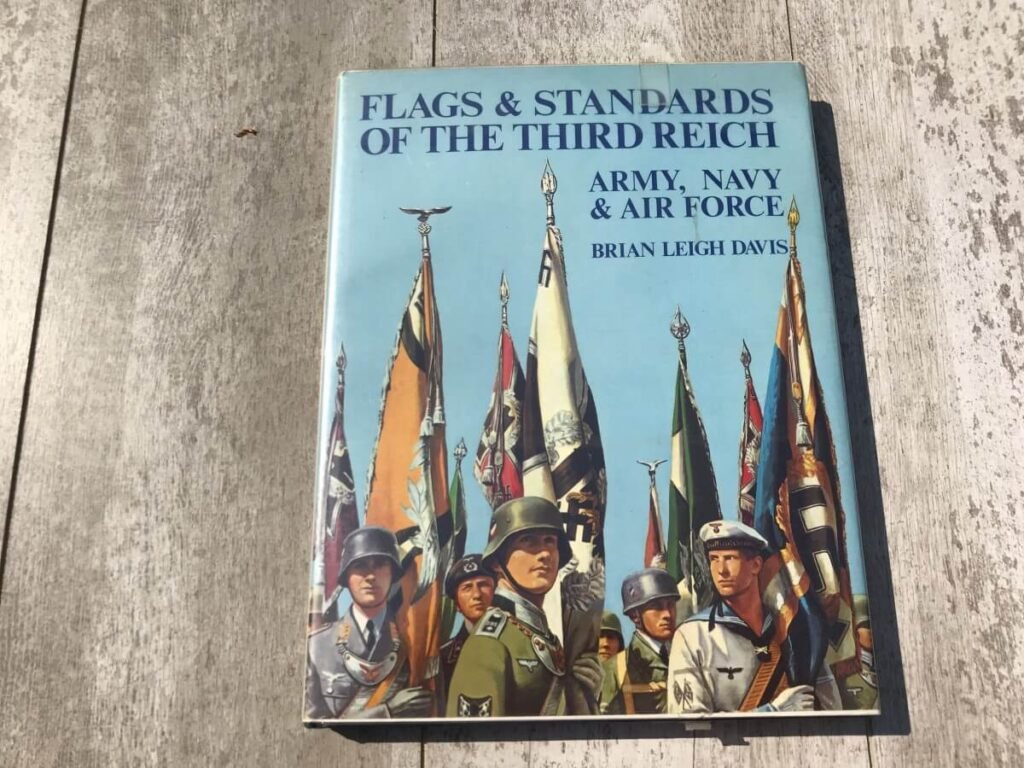 FLAGS & STANDARDS
OF THE THIRD REICH
ARMY, NAVY
& AIR FORCE
BRIAN LEIGH DAVIS